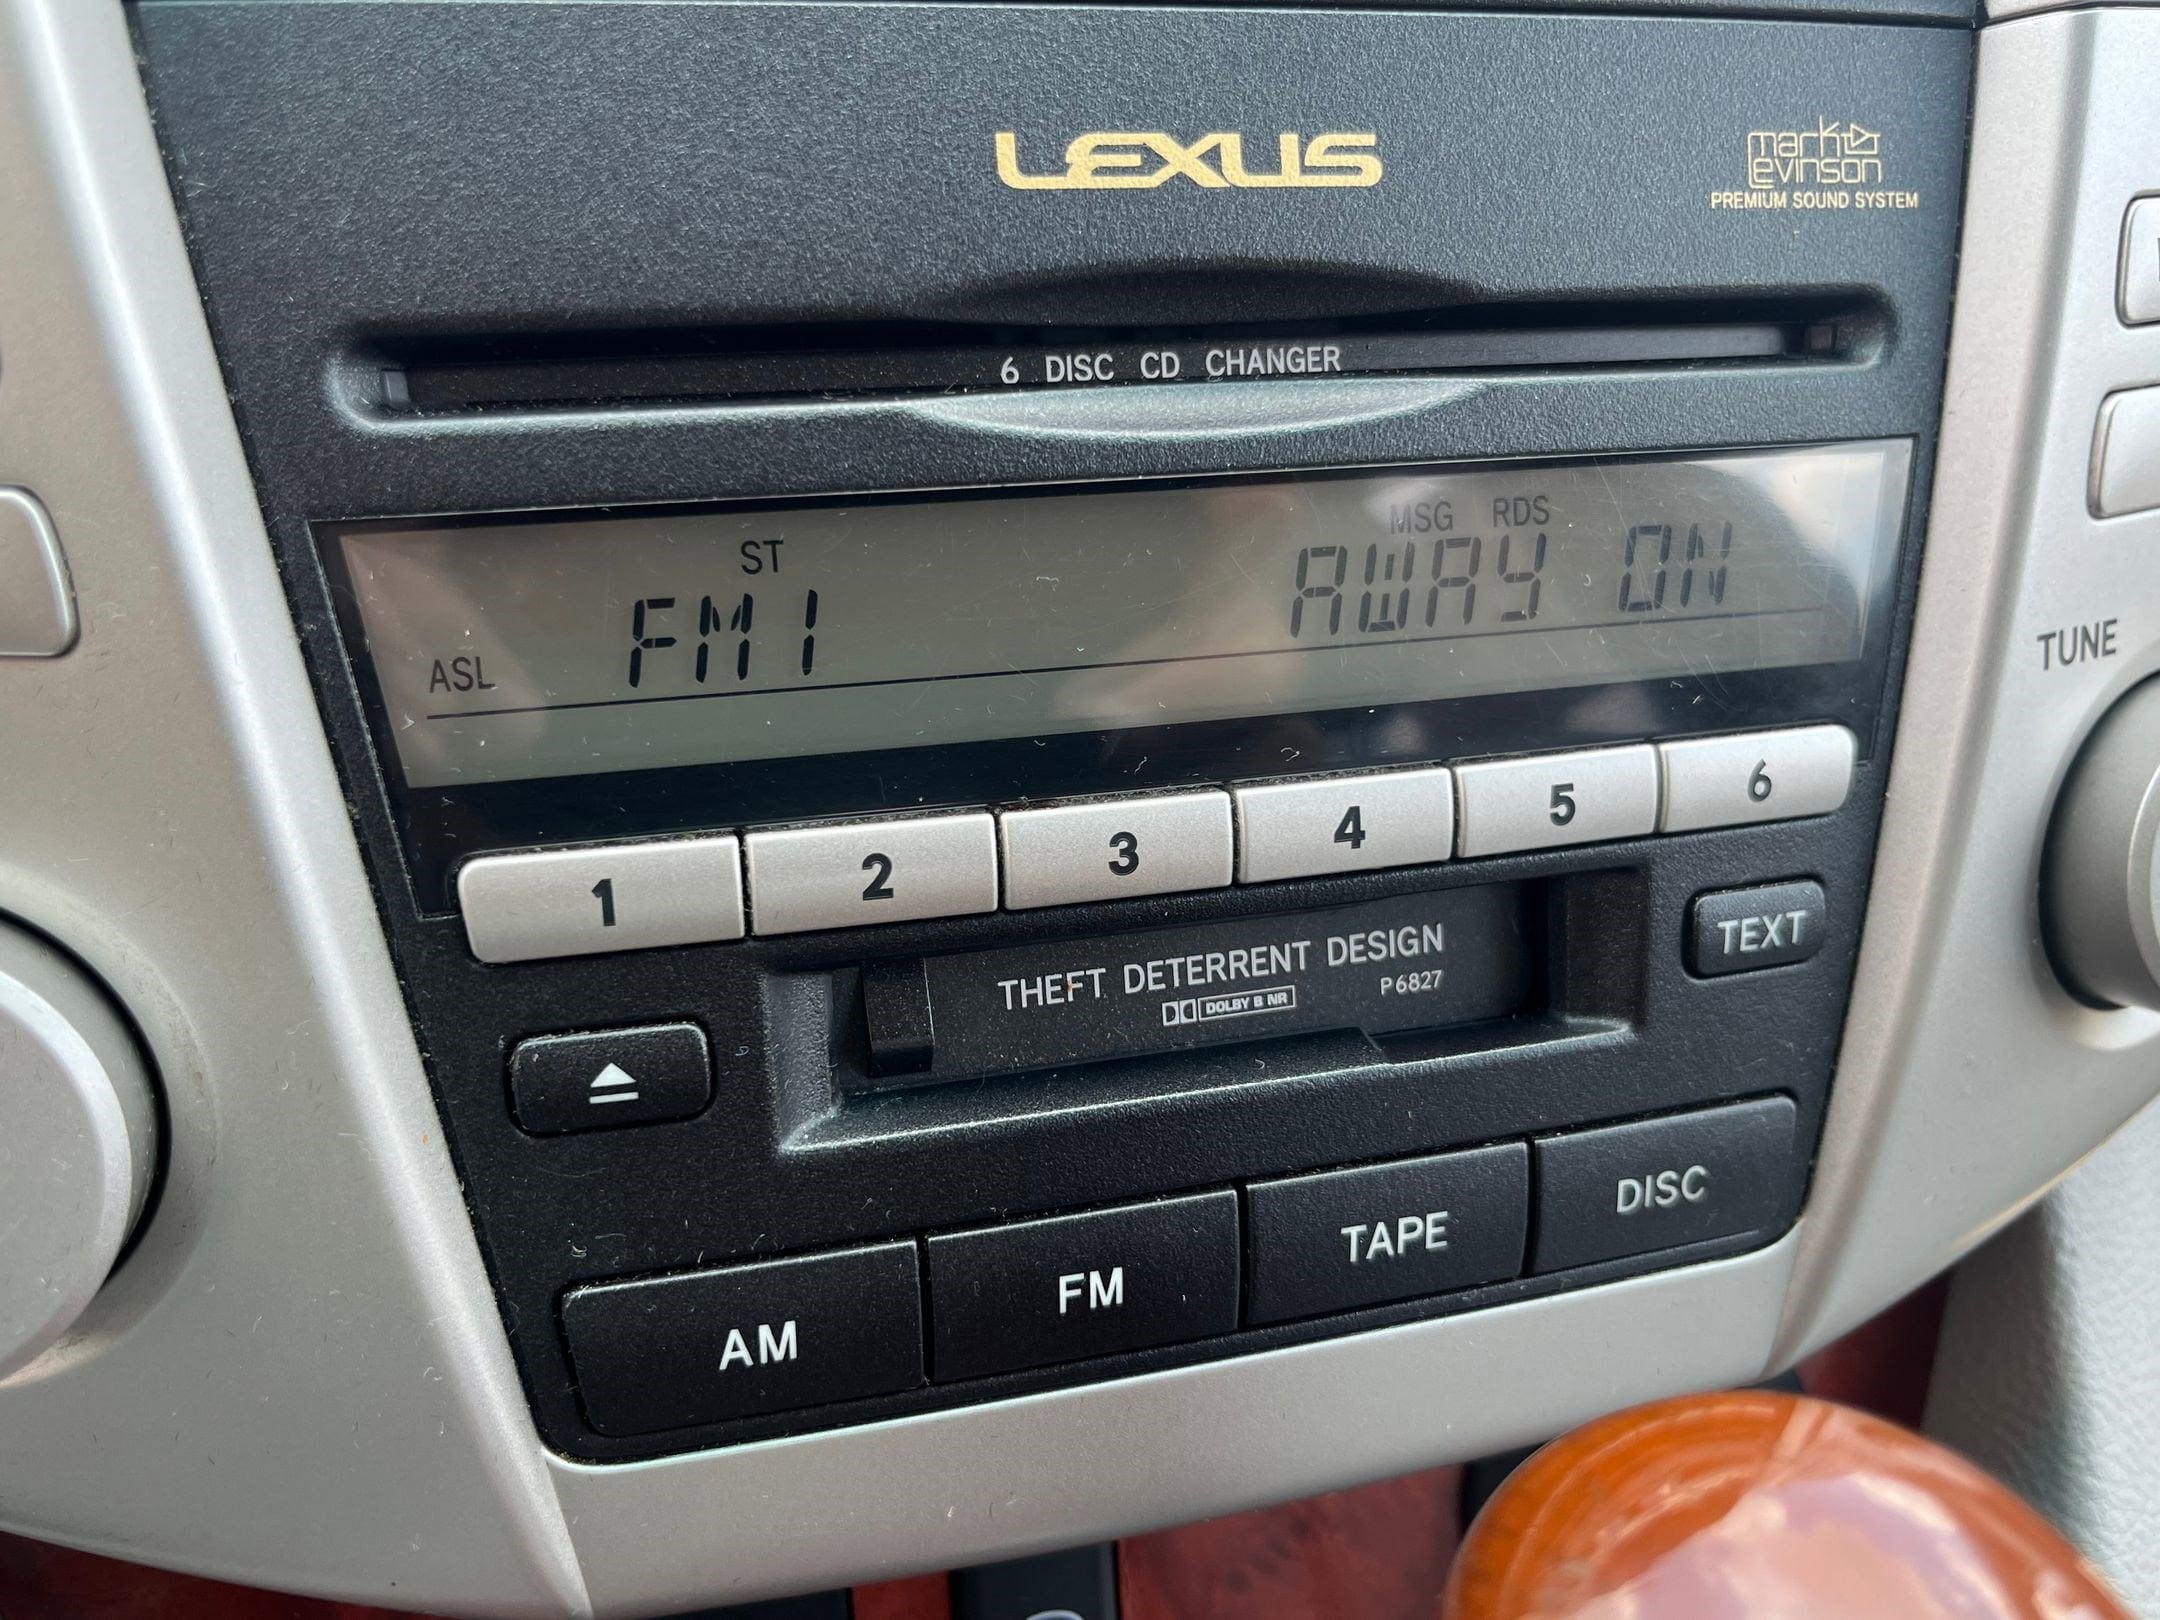 LEXUS
mark levinson
PREMIUM SOUND SYSTEM
6 DISC CD CHANGER
MSG RDS
ST
AWAY ON
FM1
ASL
TUNE
1 2 3 4 5 6
TEXT
THEFT DETERRENT DESIGN
DOLBY B NR
P6827
AM FM TAPE DISC